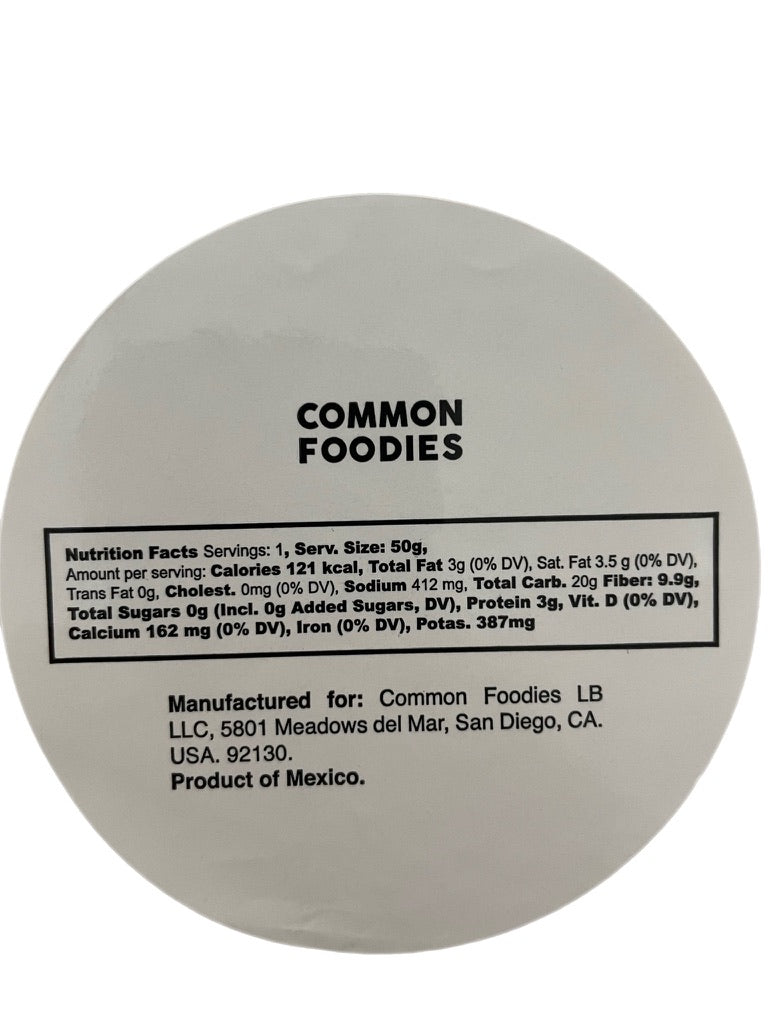 COMMON
FOODIES
Nutrition Facts Servings: 1, Serv. Size: 50g,
Amount per serving: Calories 121 kcal, Total Fat 3g (0% DV), Sat. Fat 3.5 g (0% DV),
Trans Fat 0g, Cholest. 0mg (0% DV), Sodium 412 mg, Total Carb. 20g Fiber: 9.9g,
Total Sugars 0g (Incl. 0g Added Sugars, DV), Protein 3g, Vit. D (0% DV),
Calcium 162 mg (0% DV), Iron (0% DV), Potas. 387mg
Manufactured for: Common Foodies LB
LLC, 5801 Meadows del Mar, San Diego, CA.
USA. 92130.
Product of Mexico.